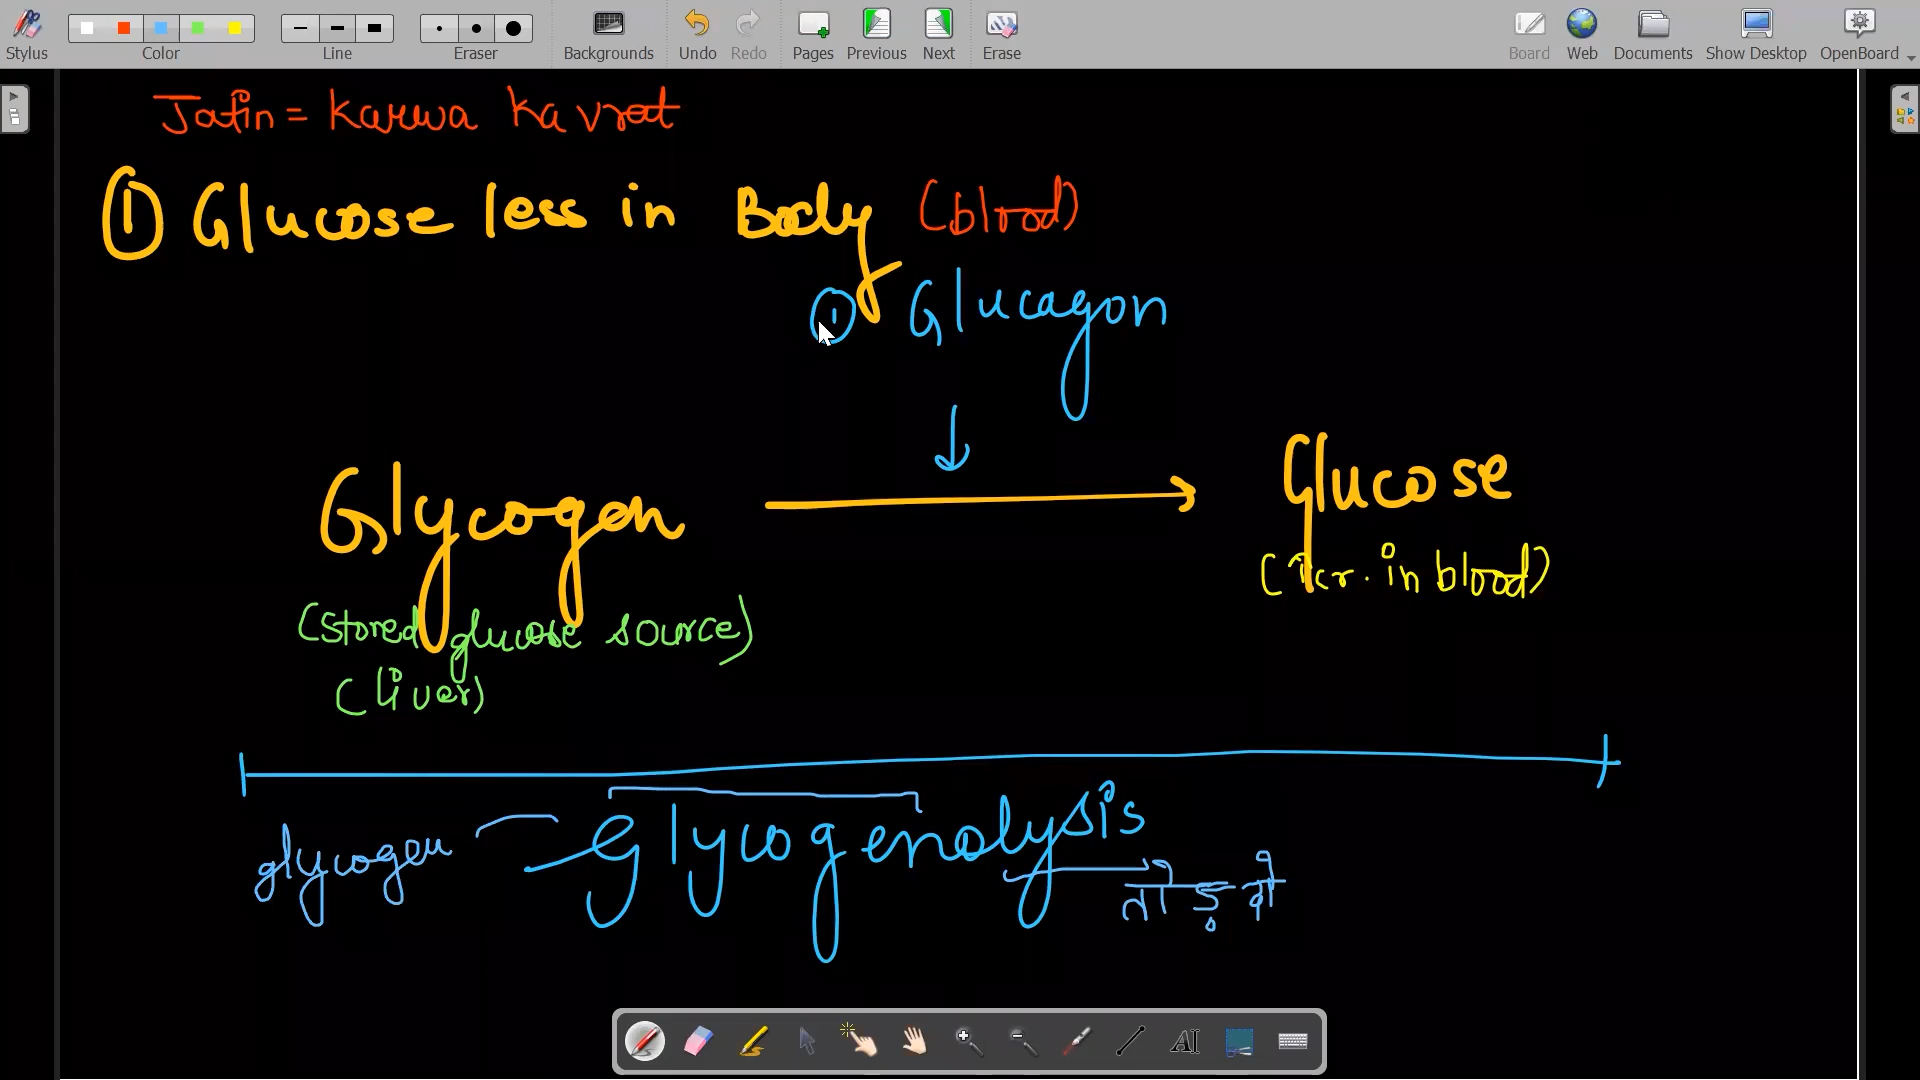 Stylus Color Line Eraser Backgrounds Undo Redo Pages Previous Next Erase Board Web Documents Show Desktop OpenBoard
Jatin = Karwa Ka vrat
① Glucose less in Body (blood)
① Glucagon
Glycogen → Glucose
(stored glucose source) (icr. in blood)
(liver)
glycogen Glycogenolysis
AI